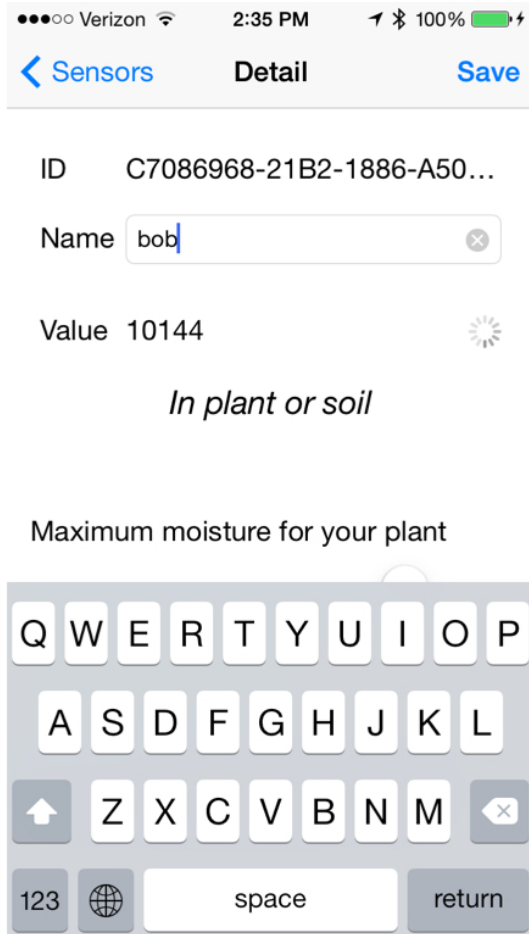 Verizon 2:35 PM 100%
Sensors Detail Save
ID C7086968-21B2-1886-A50...
Name bob
Value 10144
In plant or soil
Maximum moisture for your plant
Q W E R T Y U I O P
A S D F G H J K L
Z X C V B N M
123 space return